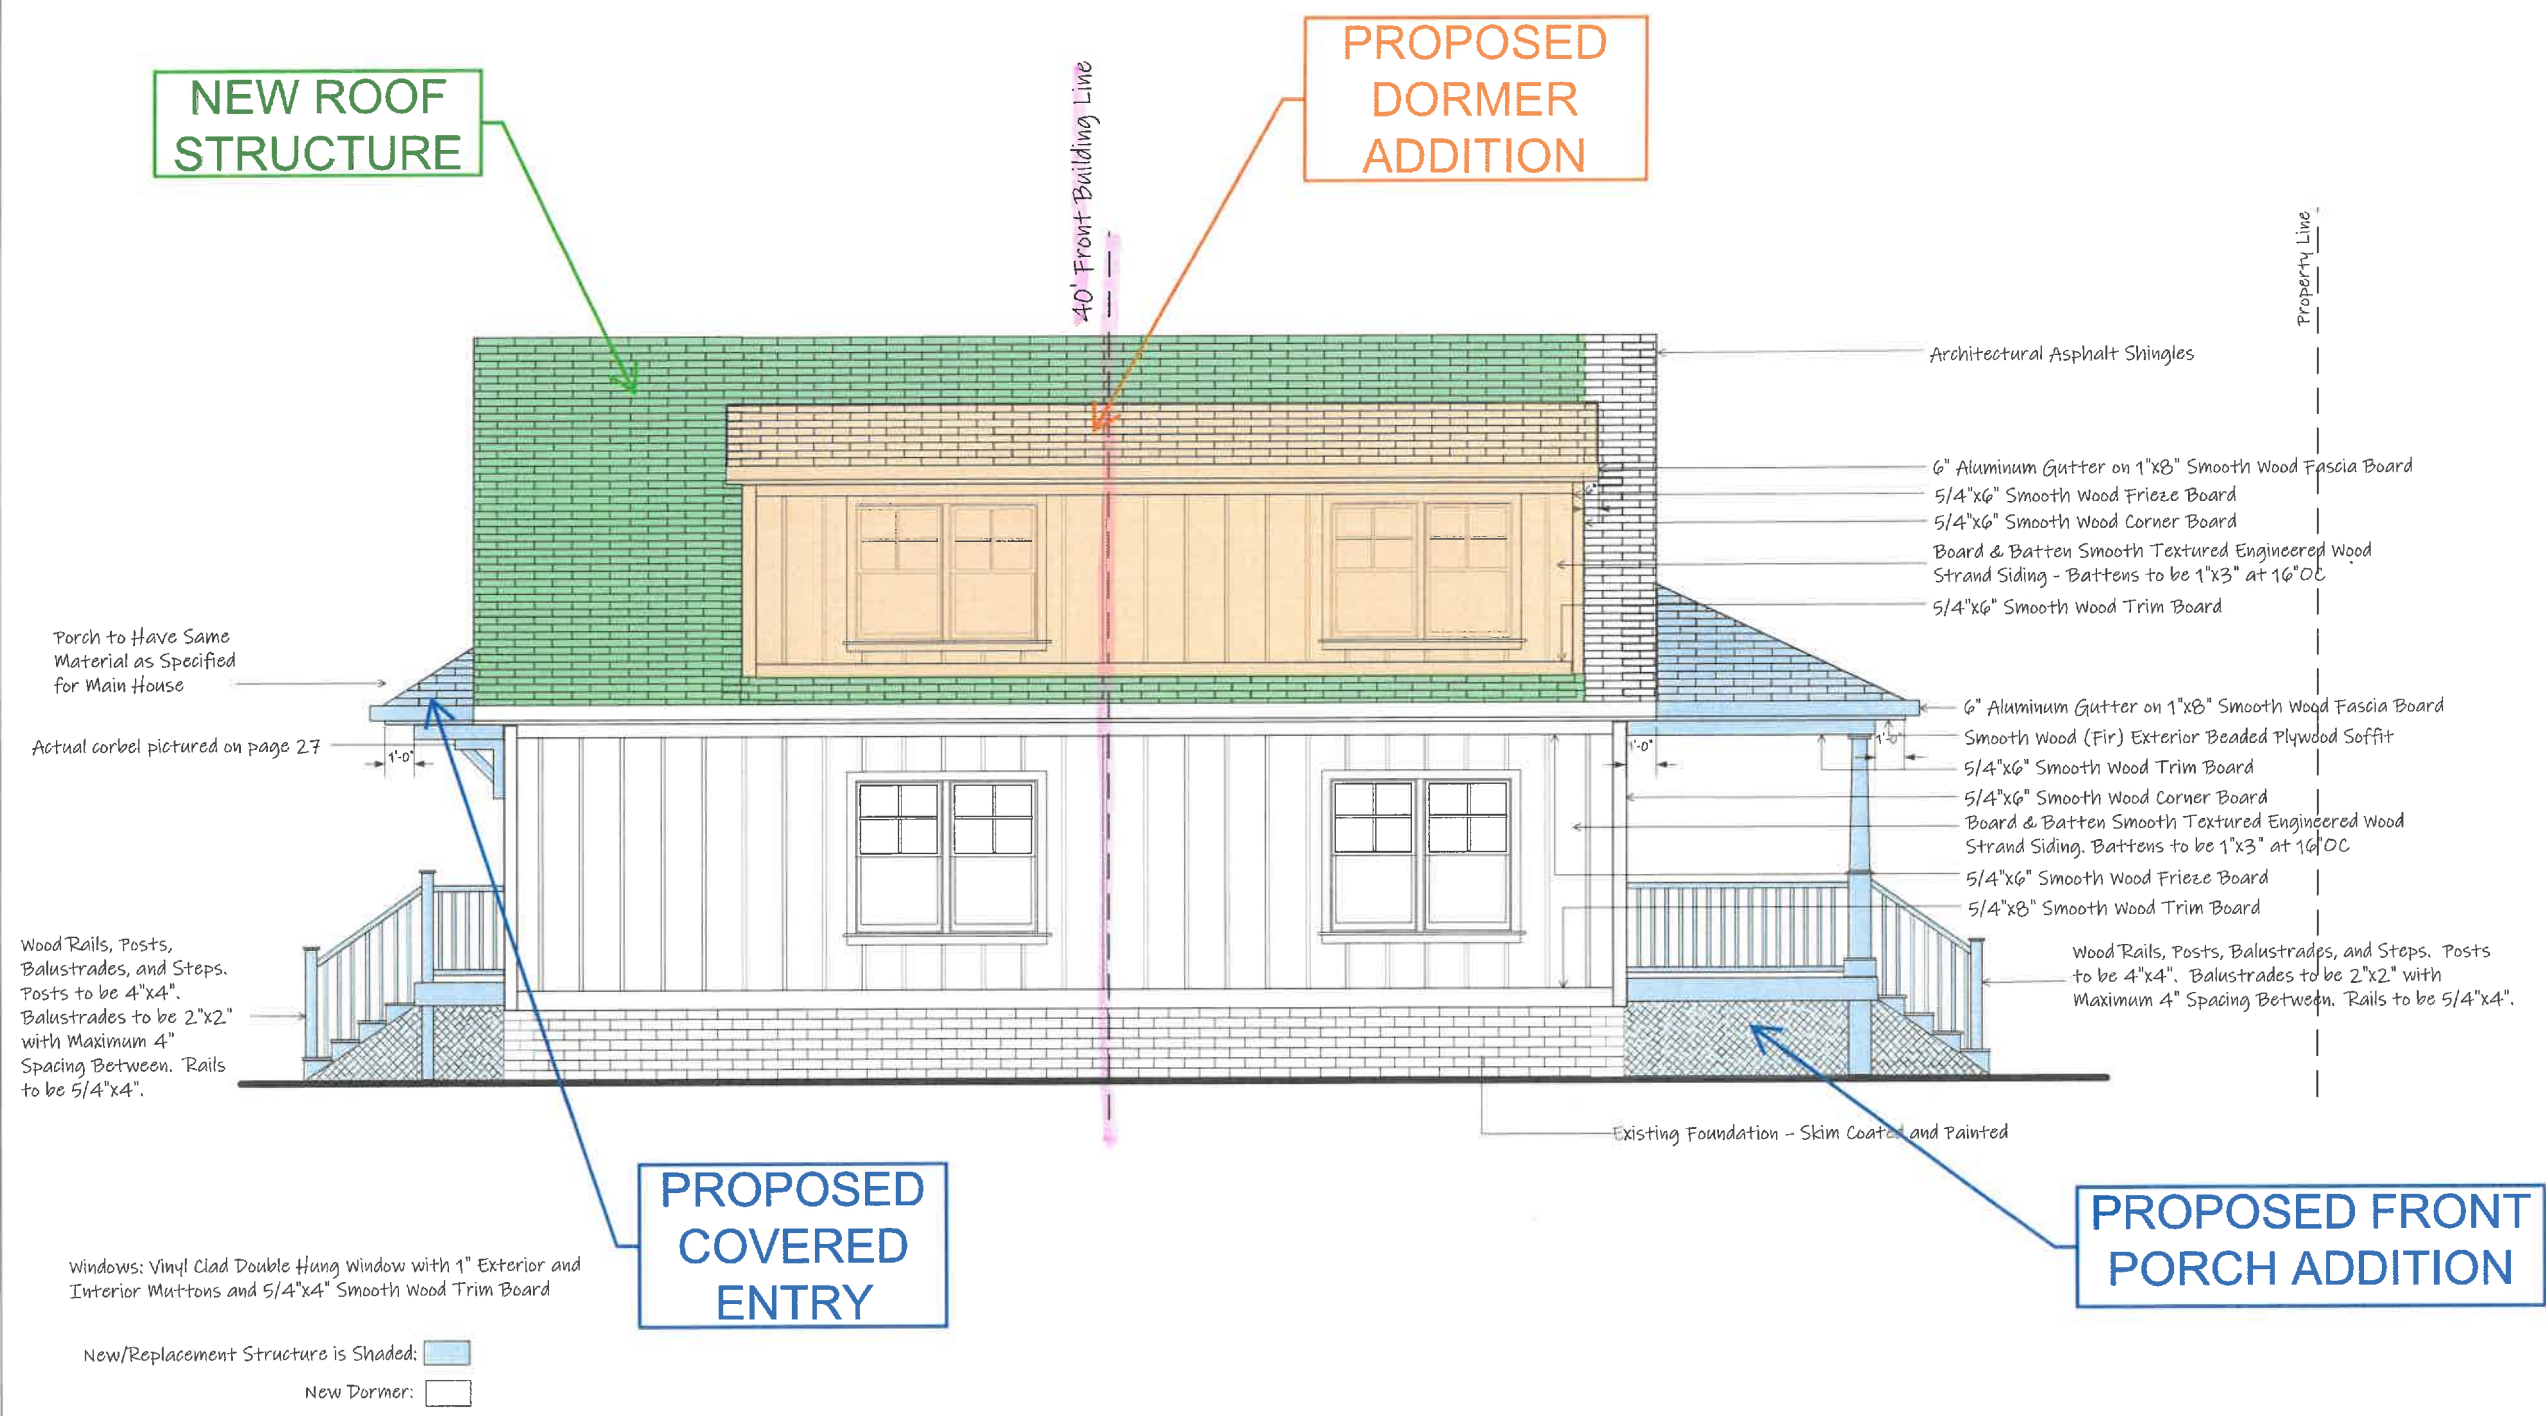 PROPOSED
DORMER
ADDITION
NEW ROOF
STRUCTURE
40' Front Building Line
Property Line
Architectural Asphalt Shingles
6" Aluminum Gutter on 1"x8" Smooth Wood Fascia Board
5/4"x6" Smooth Wood Frieze Board
6"
5/4"x6" Smooth Wood Corner Board
Board & Batten Smooth Textured Engineered Wood
Strand Siding - Battens to be 1"x3" at 16"OC
5/4"x6" Smooth Wood Trim Board
Porch to Have Same
Material as Specified
for Main House
6" Aluminum Gutter on 1"x8" Smooth Wood Fascia Board
Smooth Wood (Fir) Exterior Beaded Plywood Soffit
Actual corbel pictured on page 27
1'-0"
1'-0"
1'-0"
5/4"x6" Smooth Wood Trim Board
5/4"x6" Smooth Wood Corner Board
Board & Batten Smooth Textured Engineered Wood
Strand Siding. Battens to be 1"x3" at 16"OC
5/4"x6" Smooth Wood Frieze Board
5/4"x8" Smooth Wood Trim Board
Wood Rails, Posts,
Balustrades, and Steps.
Posts to be 4"x4".
Balustrades to be 2"x2"
with Maximum 4"
Spacing Between. Rails
to be 5/4"x4".
Wood Rails, Posts, Balustrades, and Steps. Posts
to be 4"x4". Balustrades to be 2"x2" with
Maximum 4" Spacing Between. Rails to be 5/4"x4".
Existing Foundation - Skim Coated and Painted
PROPOSED
COVERED
ENTRY
PROPOSED FRONT
PORCH ADDITION
Windows: Vinyl Clad Double Hung Window with 1" Exterior and
Interior Muttons and 5/4"x4" Smooth Wood Trim Board
New/Replacement Structure is Shaded:
New Dormer: